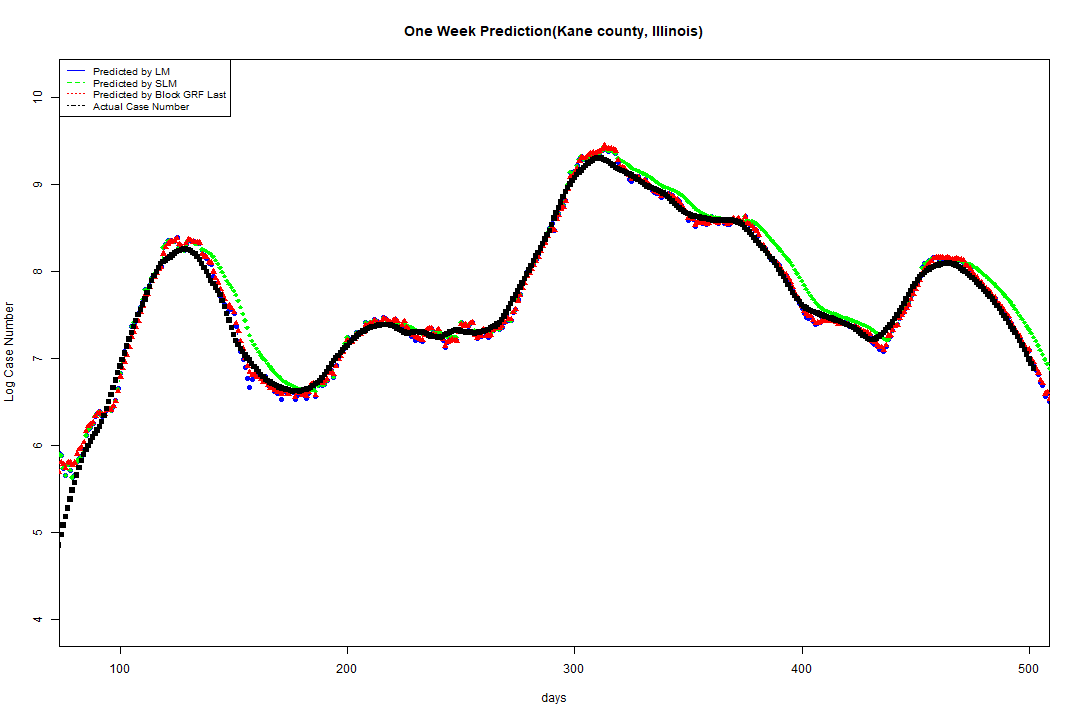 One Week Prediction(Kane county, Illinois)
Predicted by LM
Predicted by SLM
Predicted by Block GRF Last
Actual Case Number
10
9
8
7
6
5
4
Log Case Number
100 200 300 400 500
days